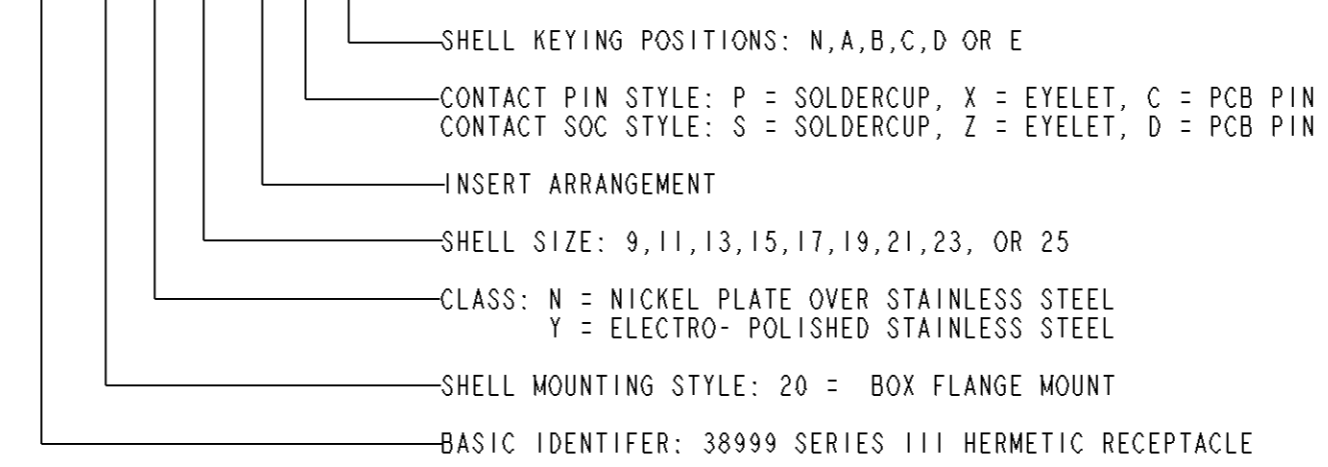 SHELL KEYING POSITIONS: N,A,B,C,D OR E
CONTACT PIN STYLE: P = SOLDERCUP, X = EYELET, C = PCB PIN
CONTACT SOC STYLE: S = SOLDERCUP, Z = EYELET, D = PCB PIN
INSERT ARRANGEMENT
SHELL SIZE: 9,11,13,15,17,19,21,23, OR 25
CLASS: N = NICKEL PLATE OVER STAINLESS STEEL
Y = ELECTRO- POLISHED STAINLESS STEEL
SHELL MOUNTING STYLE: 20 = BOX FLANGE MOUNT
BASIC IDENTIFER: 38999 SERIES III HERMETIC RECEPTACLE